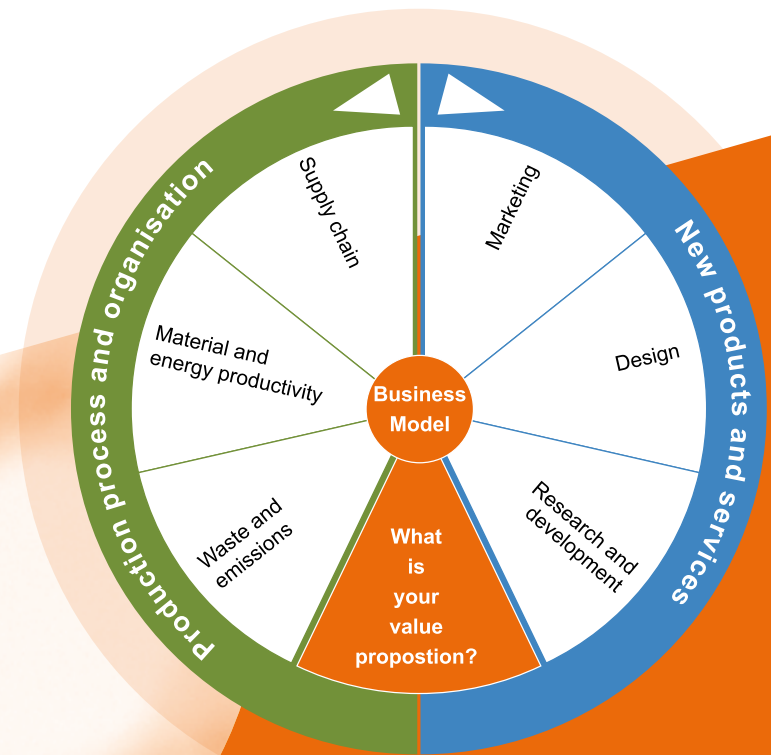 Production process and organisation
New products and services
Supply chain
Marketing
Material and
energy productivity
Design
Business
Model
Waste and
emissions
Research and
development
What
is
your
value
propostion?